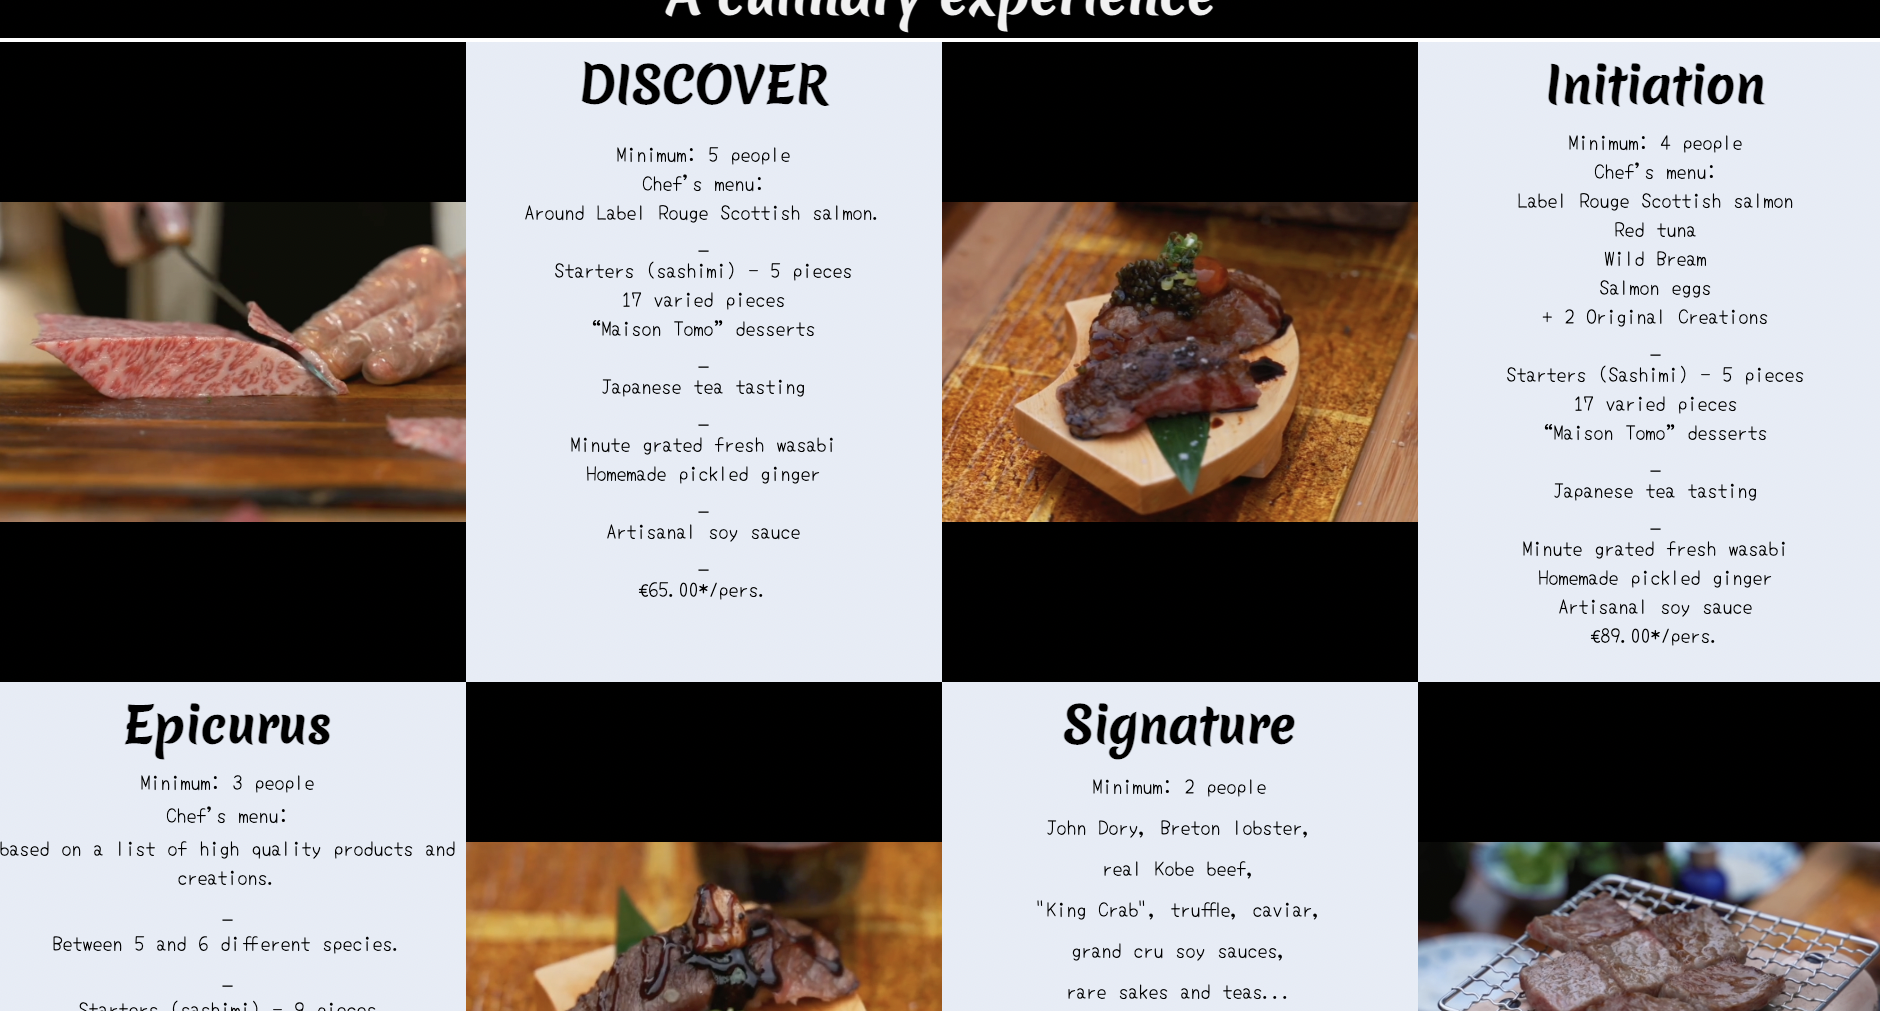 A culinary experience
DISCOVER
Minimum: 5 people
Chef’s menu:
Around Label Rouge Scottish salmon.
–
Starters (sashimi) – 5 pieces
17 varied pieces
“Maison Tomo” desserts
–
Japanese tea tasting
–
Minute grated fresh wasabi
Homemade pickled ginger
–
Artisanal soy sauce
–
€65.00*/pers.
Initiation
Minimum: 4 people
Chef’s menu:
Label Rouge Scottish salmon
Red tuna
Wild Bream
Salmon eggs
+ 2 Original Creations
–
Starters (Sashimi) – 5 pieces
17 varied pieces
“Maison Tomo” desserts
–
Japanese tea tasting
–
Minute grated fresh wasabi
Homemade pickled ginger
Artisanal soy sauce
€89.00*/pers.
Epicurus
Minimum: 3 people
Chef’s menu:
based on a list of high quality products and
creations.
–
Between 5 and 6 different species.
–
Starters (sashimi) – 9 pieces
Signature
Minimum: 2 people
John Dory, Breton lobster,
real Kobe beef,
"King Crab", truffle, caviar,
grand cru soy sauces,
rare sakes and teas...